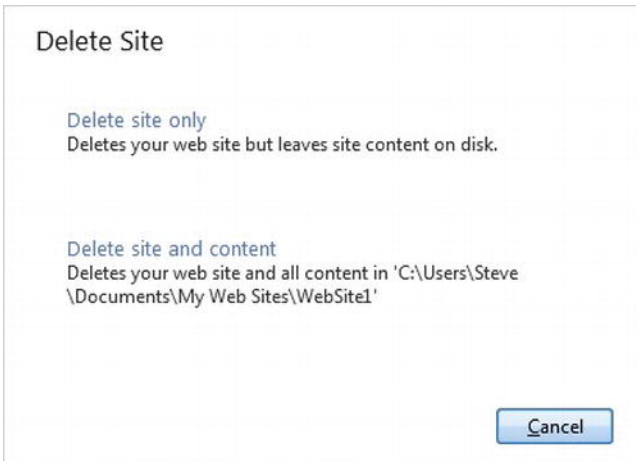 Delete Site
Delete site only
Deletes your web site but leaves site content on disk.
Delete site and content
Deletes your web site and all content in 'C:\Users\Steve
\Documents\My Web Sites\WebSite1'
Cancel